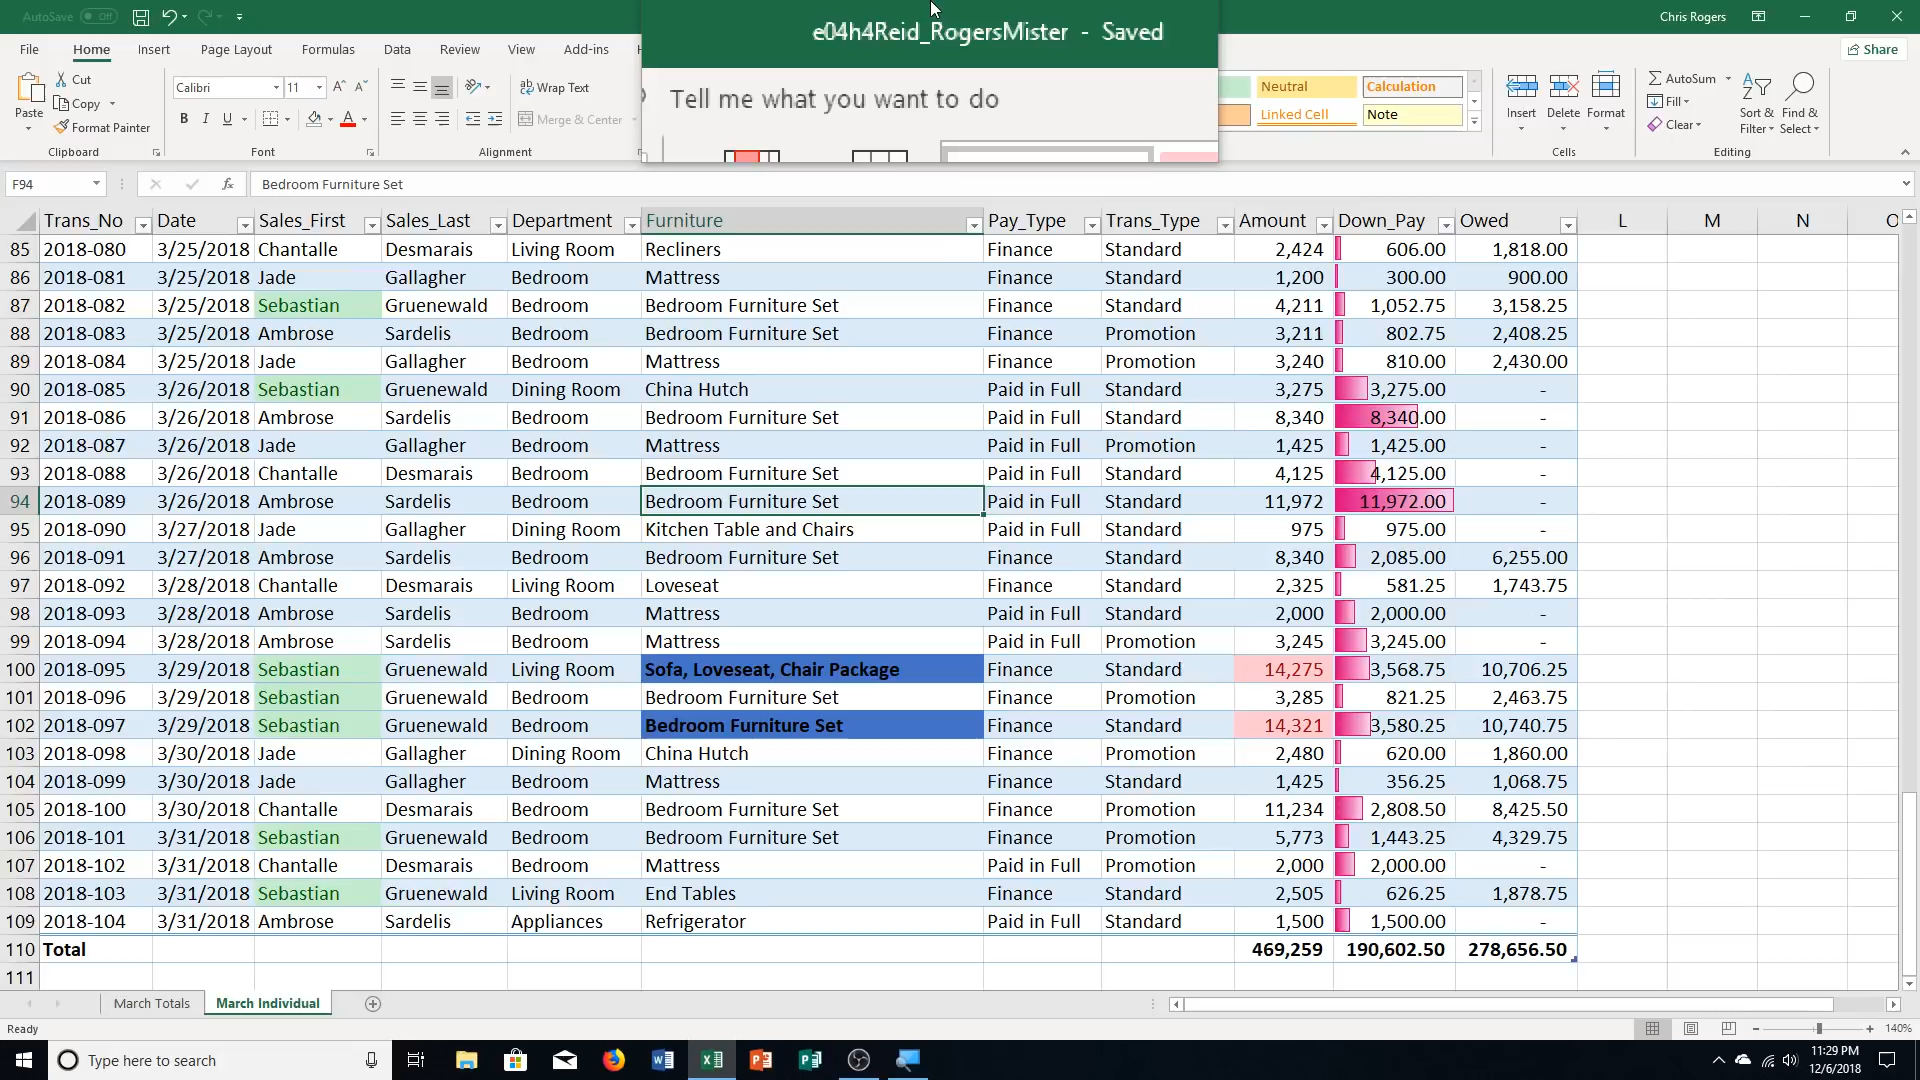 AutoSave Off
e04h4Reid_RogersMister - Saved
Chris Rogers
File Home Insert Page Layout Formulas Data Review View Add-ins
Tell me what you want to do
Share
Paste
Cut
Copy
Format Painter
Clipboard
Calibri 11
B I U
Font
Wrap Text
Merge & Center
Alignment
Neutral
Calculation
Linked Cell
Note
Insert
Delete
Format
Cells
AutoSum
Fill
Clear
Sort & Filter
Find & Select
Editing
F94 fx Bedroom Furniture Set
Trans_No Date Sales_First Sales_Last Department Furniture Pay_Type Trans_Type Amount Down_Pay Owed L M N
85 2018-080 3/25/2018 Chantalle Desmarais Living Room Recliners Finance Standard 2,424 606.00 1,818.00
86 2018-081 3/25/2018 Jade Gallagher Bedroom Mattress Finance Standard 1,200 300.00 900.00
87 2018-082 3/25/2018 Sebastian Gruenewald Bedroom Bedroom Furniture Set Finance Standard 4,211 1,052.75 3,158.25
88 2018-083 3/25/2018 Ambrose Sardelis Bedroom Bedroom Furniture Set Finance Promotion 3,211 802.75 2,408.25
89 2018-084 3/25/2018 Jade Gallagher Bedroom Mattress Finance Promotion 3,240 810.00 2,430.00
90 2018-085 3/26/2018 Sebastian Gruenewald Dining Room China Hutch Paid in Full Standard 3,275 3,275.00 -
91 2018-086 3/26/2018 Ambrose Sardelis Bedroom Bedroom Furniture Set Paid in Full Standard 8,340 8,340.00 -
92 2018-087 3/26/2018 Jade Gallagher Bedroom Mattress Paid in Full Promotion 1,425 1,425.00 -
93 2018-088 3/26/2018 Chantalle Desmarais Bedroom Bedroom Furniture Set Paid in Full Standard 4,125 4,125.00 -
94 2018-089 3/26/2018 Ambrose Sardelis Bedroom Bedroom Furniture Set Paid in Full Standard 11,972 11,972.00 -
95 2018-090 3/27/2018 Jade Gallagher Dining Room Kitchen Table and Chairs Paid in Full Standard 975 975.00 -
96 2018-091 3/27/2018 Ambrose Sardelis Bedroom Bedroom Furniture Set Finance Standard 8,340 2,085.00 6,255.00
97 2018-092 3/28/2018 Chantalle Desmarais Living Room Loveseat Finance Standard 2,325 581.25 1,743.75
98 2018-093 3/28/2018 Ambrose Sardelis Bedroom Mattress Paid in Full Standard 2,000 2,000.00 -
99 2018-094 3/28/2018 Ambrose Sardelis Bedroom Mattress Paid in Full Promotion 3,245 3,245.00 -
100 2018-095 3/29/2018 Sebastian Gruenewald Living Room Sofa, Loveseat, Chair Package Finance Standard 14,275 3,568.75 10,706.25
101 2018-096 3/29/2018 Sebastian Gruenewald Bedroom Bedroom Furniture Set Finance Promotion 3,285 821.25 2,463.75
102 2018-097 3/29/2018 Sebastian Gruenewald Bedroom Bedroom Furniture Set Finance Standard 14,321 3,580.25 10,740.75
103 2018-098 3/30/2018 Jade Gallagher Dining Room China Hutch Finance Promotion 2,480 620.00 1,860.00
104 2018-099 3/30/2018 Jade Gallagher Bedroom Mattress Finance Standard 1,425 356.25 1,068.75
105 2018-100 3/30/2018 Chantalle Desmarais Bedroom Bedroom Furniture Set Finance Promotion 11,234 2,808.50 8,425.50
106 2018-101 3/31/2018 Sebastian Gruenewald Bedroom Bedroom Furniture Set Finance Promotion 5,773 1,443.25 4,329.75
107 2018-102 3/31/2018 Chantalle Desmarais Bedroom Mattress Paid in Full Promotion 2,000 2,000.00 -
108 2018-103 3/31/2018 Sebastian Gruenewald Living Room End Tables Finance Standard 2,505 626.25 1,878.75
109 2018-104 3/31/2018 Ambrose Sardelis Appliances Refrigerator Paid in Full Standard 1,500 1,500.00 -
110 Total 469,259 190,602.50 278,656.50
111
March Totals March Individual
Ready
140%
Type here to search
11:29 PM
12/6/2018